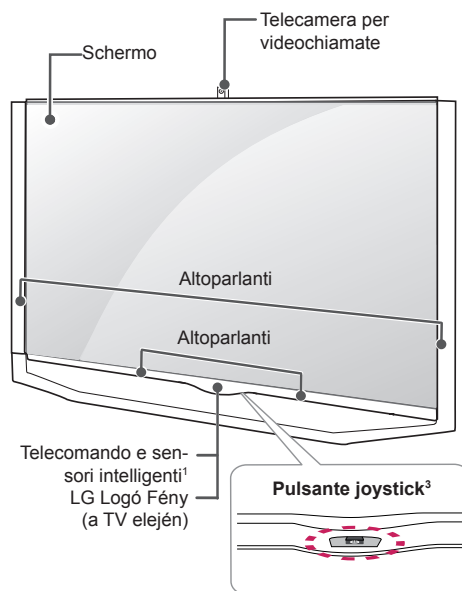 Telecamera per
videochiamate
Schermo
Altoparlanti
Altoparlanti
Telecomando e sen-
sori intelligenti¹
LG Logó Fény
(a TV elején)
Pulsante joystick³